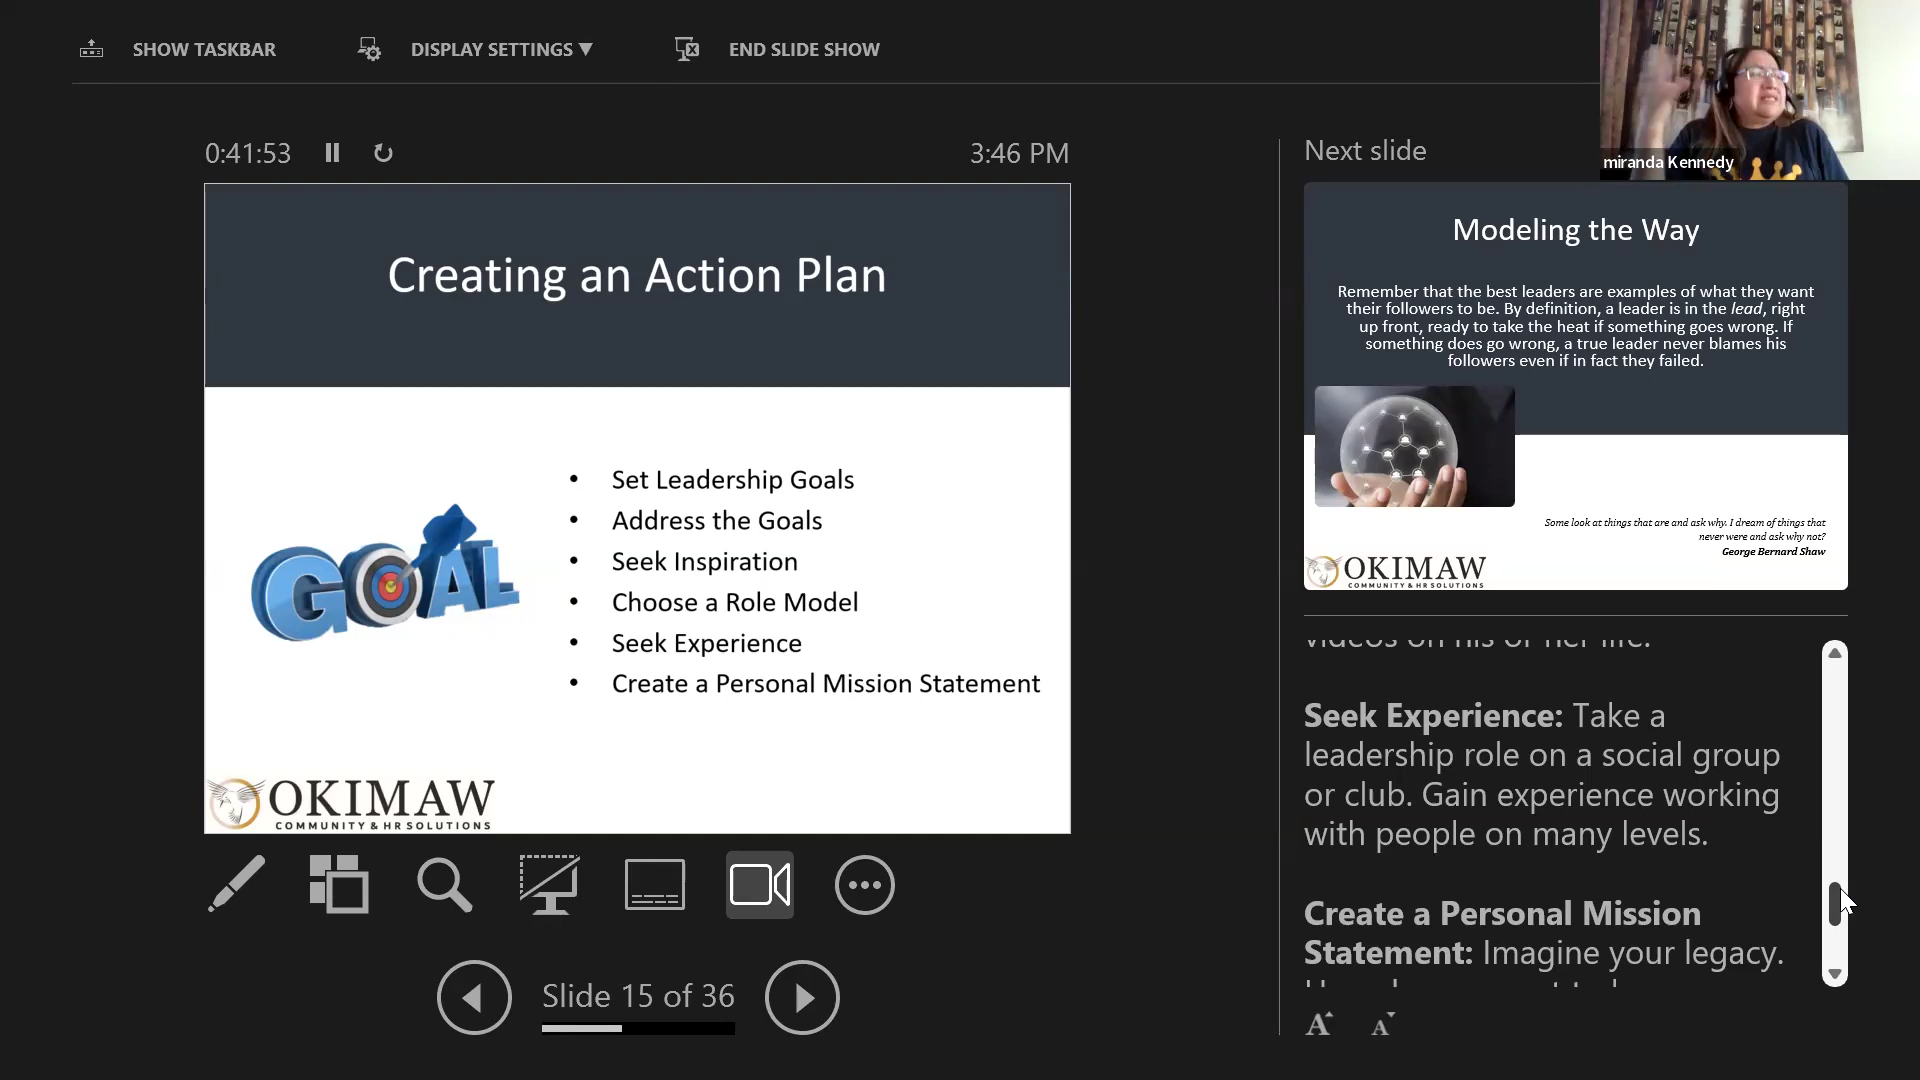 SHOW TASKBAR
DISPLAY SETTINGS ▼
END SLIDE SHOW
miranda Kennedy
0:41:53
3:46 PM
Creating an Action Plan
GOAL
• Set Leadership Goals
• Address the Goals
• Seek Inspiration
• Choose a Role Model
• Seek Experience
• Create a Personal Mission Statement
OKIMAW
COMMUNITY & HR SOLUTIONS
Slide 15 of 36
Next slide
Modeling the Way
Remember that the best leaders are examples of what they want
their followers to be. By definition, a leader is in the lead, right
up front, ready to take the heat if something goes wrong. If
something does go wrong, a true leader never blames his
followers even if in fact they failed.
Some look at things that are and ask why. I dream of things that
never were and ask why not?
George Bernard Shaw
OKIMAW
COMMUNITY & HR SOLUTIONS
videos on his or her life.
Seek Experience: Take a
leadership role on a social group
or club. Gain experience working
with people on many levels.
Create a Personal Mission
Statement: Imagine your legacy.
A A